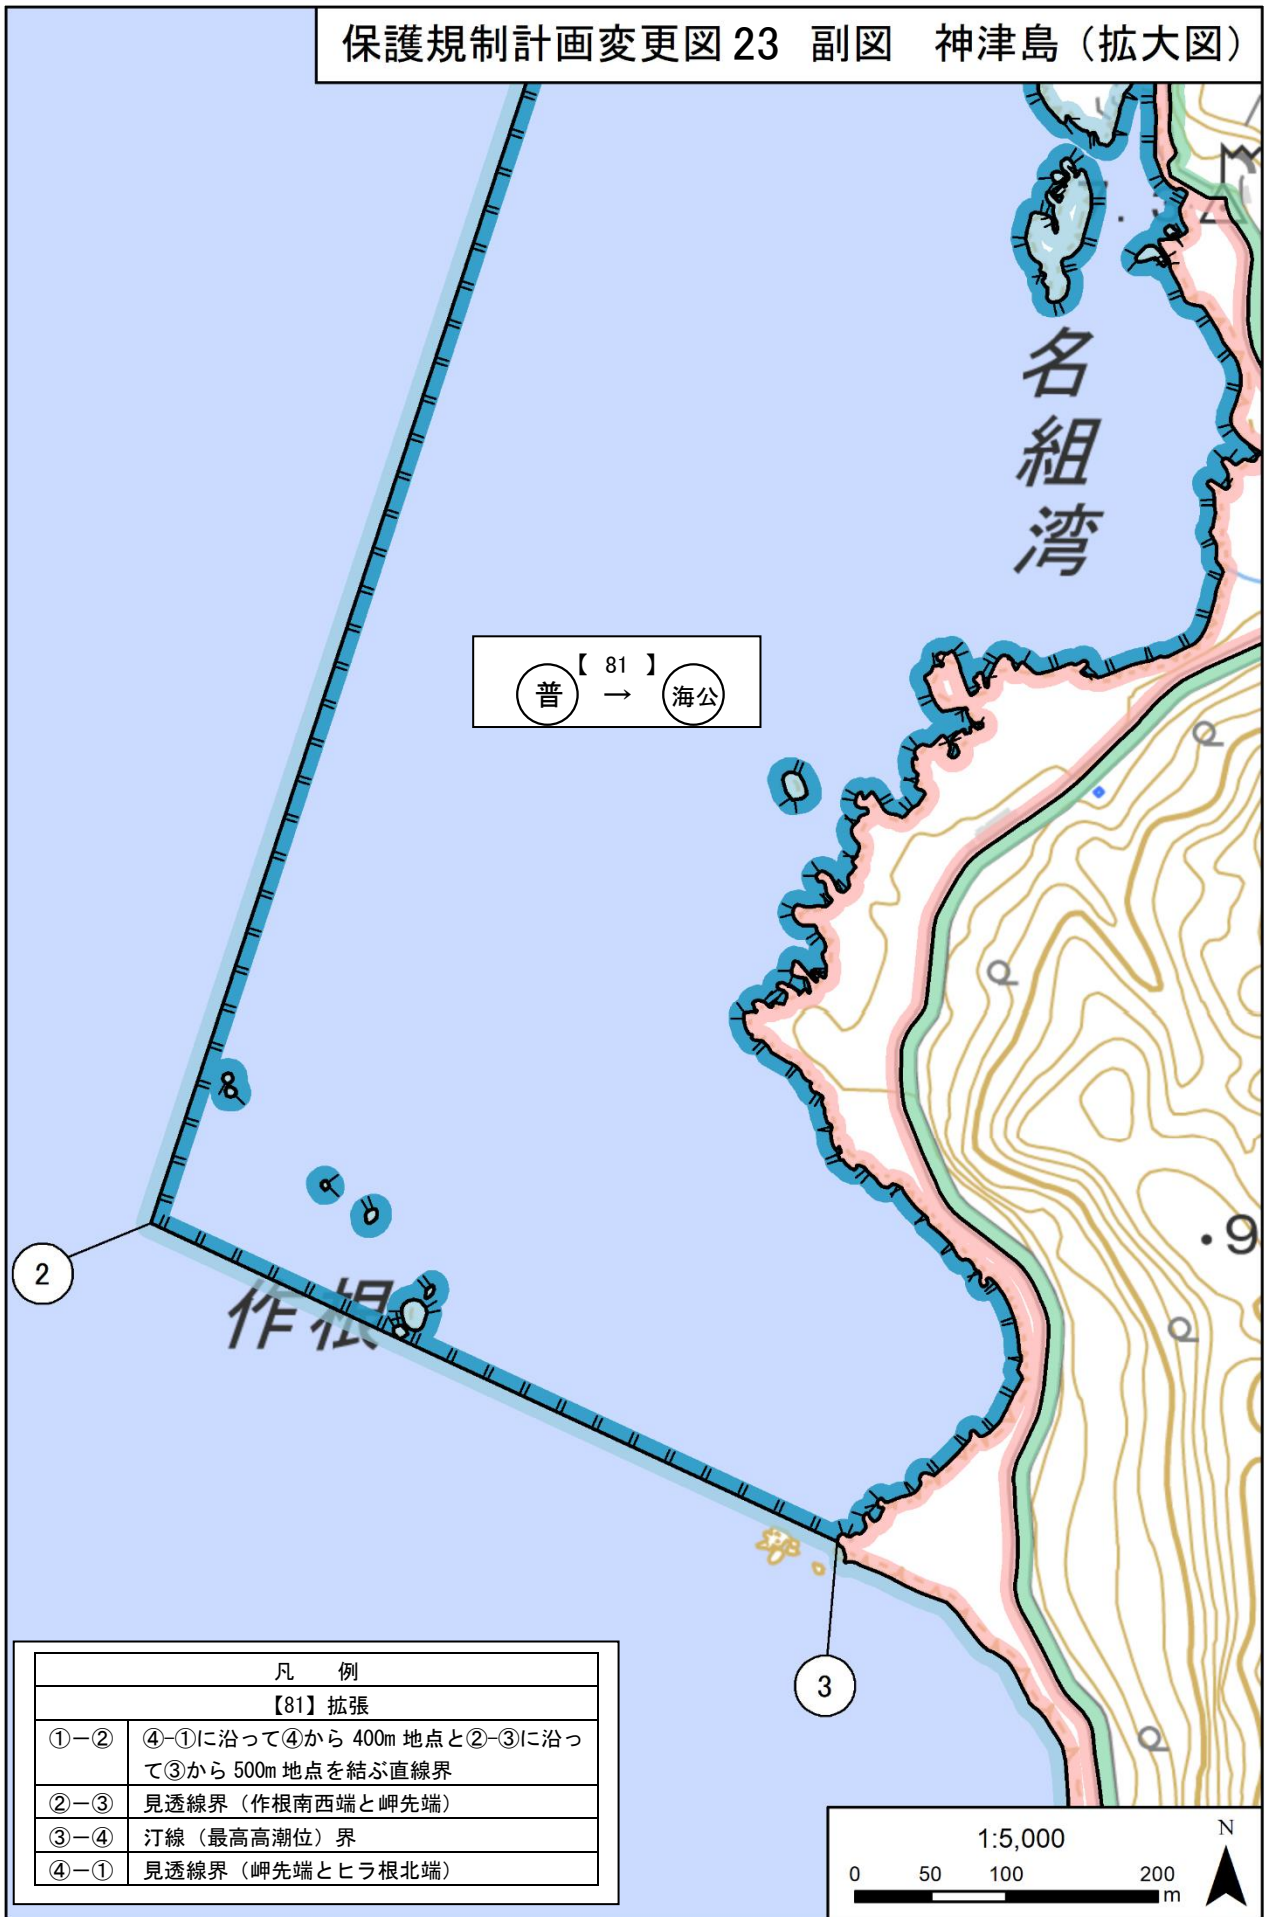 保護規制計画変更図 23 副図 神津島（拡大図）
名組湾
【 81 】
普 → 海公
2
作根
.9
3
凡 例
【81】拡張
①－② ④-①に沿って④から 400m 地点と②-③に沿っ
て③から 500m 地点を結ぶ直線界
②－③ 見透線界（作根南西端と岬先端）
③－④ 汀線（最高高潮位）界
④－① 見透線界（岬先端とヒラ根北端）
1:5,000
N
0 50 100 200
m